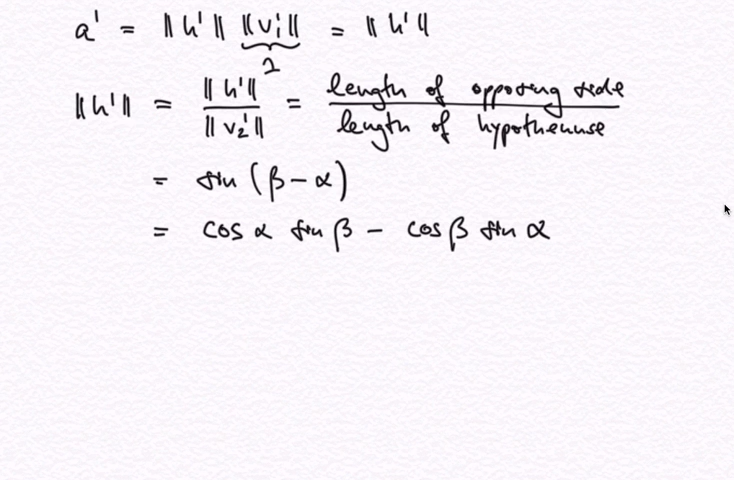 a' = ‖h'‖ ‖v₁'‖ = ‖h'‖
1
‖h'‖ = ‖h'‖ / ‖v₂'‖ = length of opposing side / length of hypothenuse
= sin (β − α)
= cos α sin β − cos β sin α